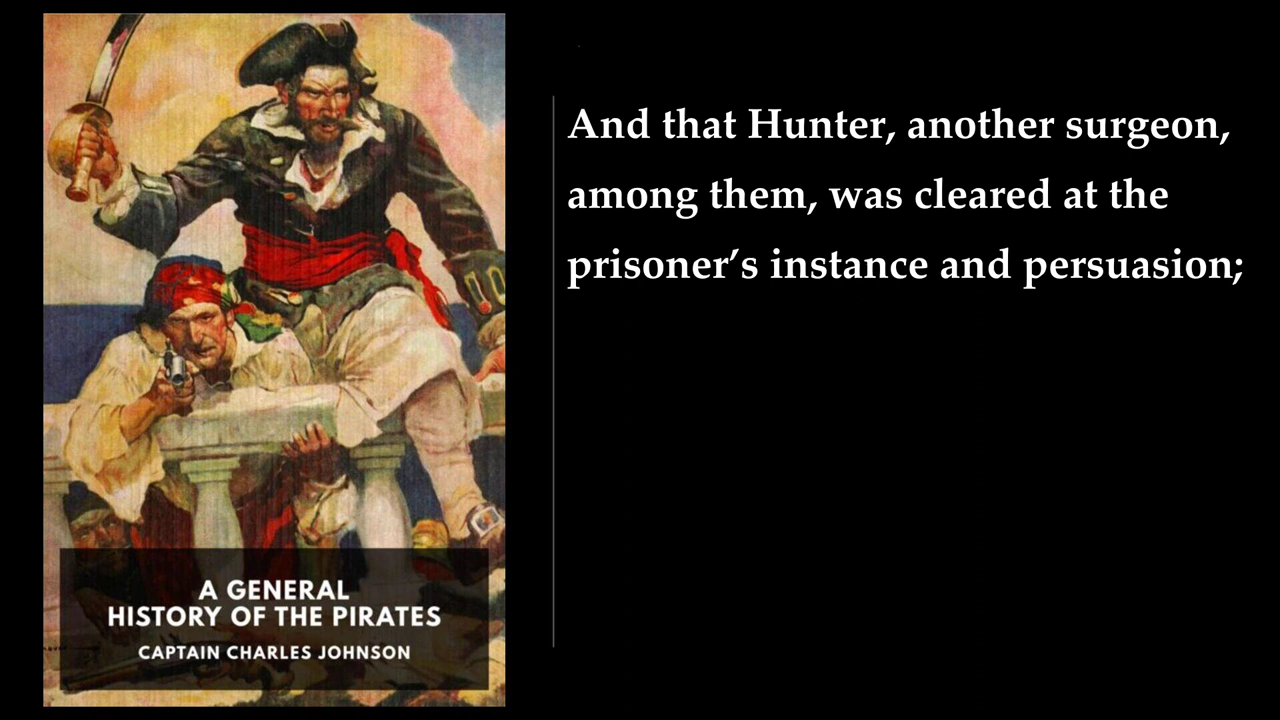 And that Hunter, another surgeon,
among them, was cleared at the
prisoner’s instance and persuasion;
A GENERAL
HISTORY OF THE PIRATES
CAPTAIN CHARLES JOHNSON